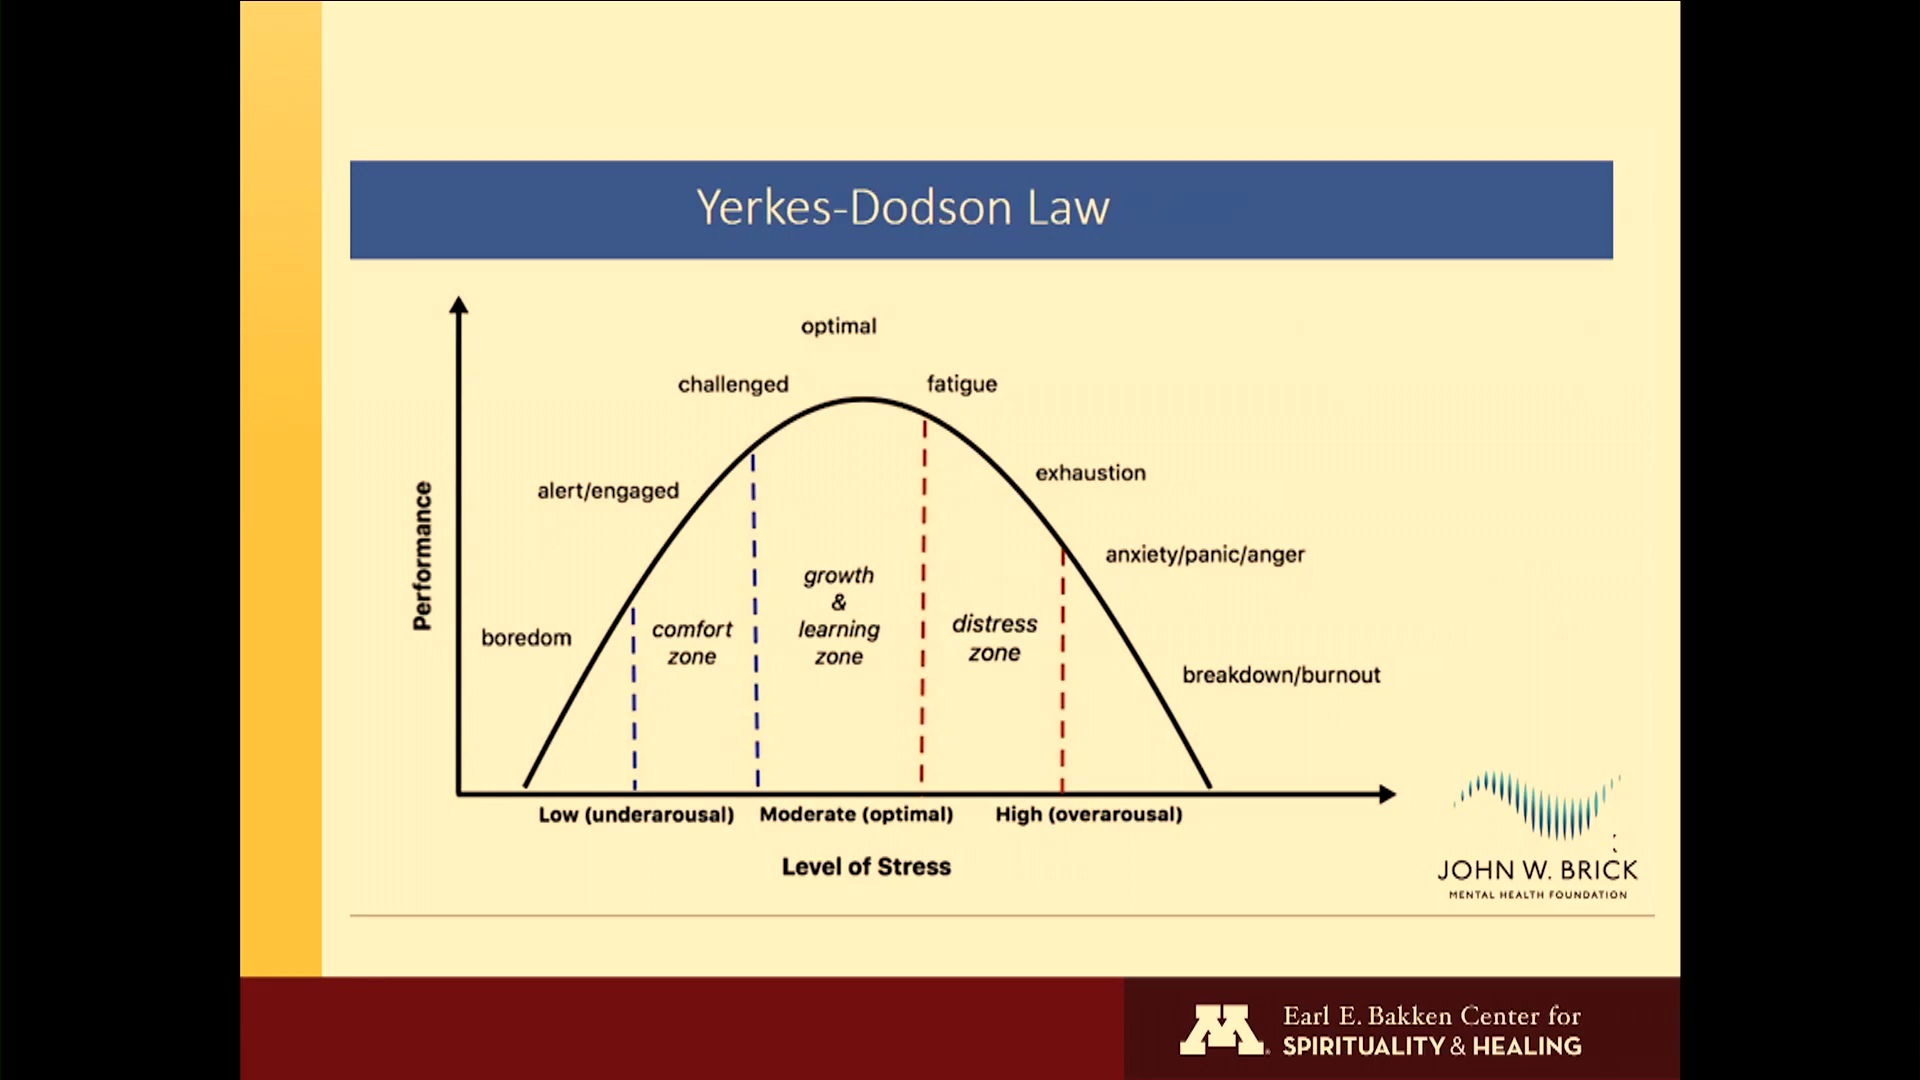 Yerkes-Dodson Law
optimal
challenged
fatigue
alert/engaged
exhaustion
anxiety/panic/anger
boredom
breakdown/burnout
comfort
zone
growth
&
learning
zone
distress
zone
Performance
Low (underarousal)
Moderate (optimal)
High (overarousal)
Level of Stress
JOHN W. BRICK
MENTAL HEALTH FOUNDATION
M
Earl E. Bakken Center for
SPIRITUALITY & HEALING